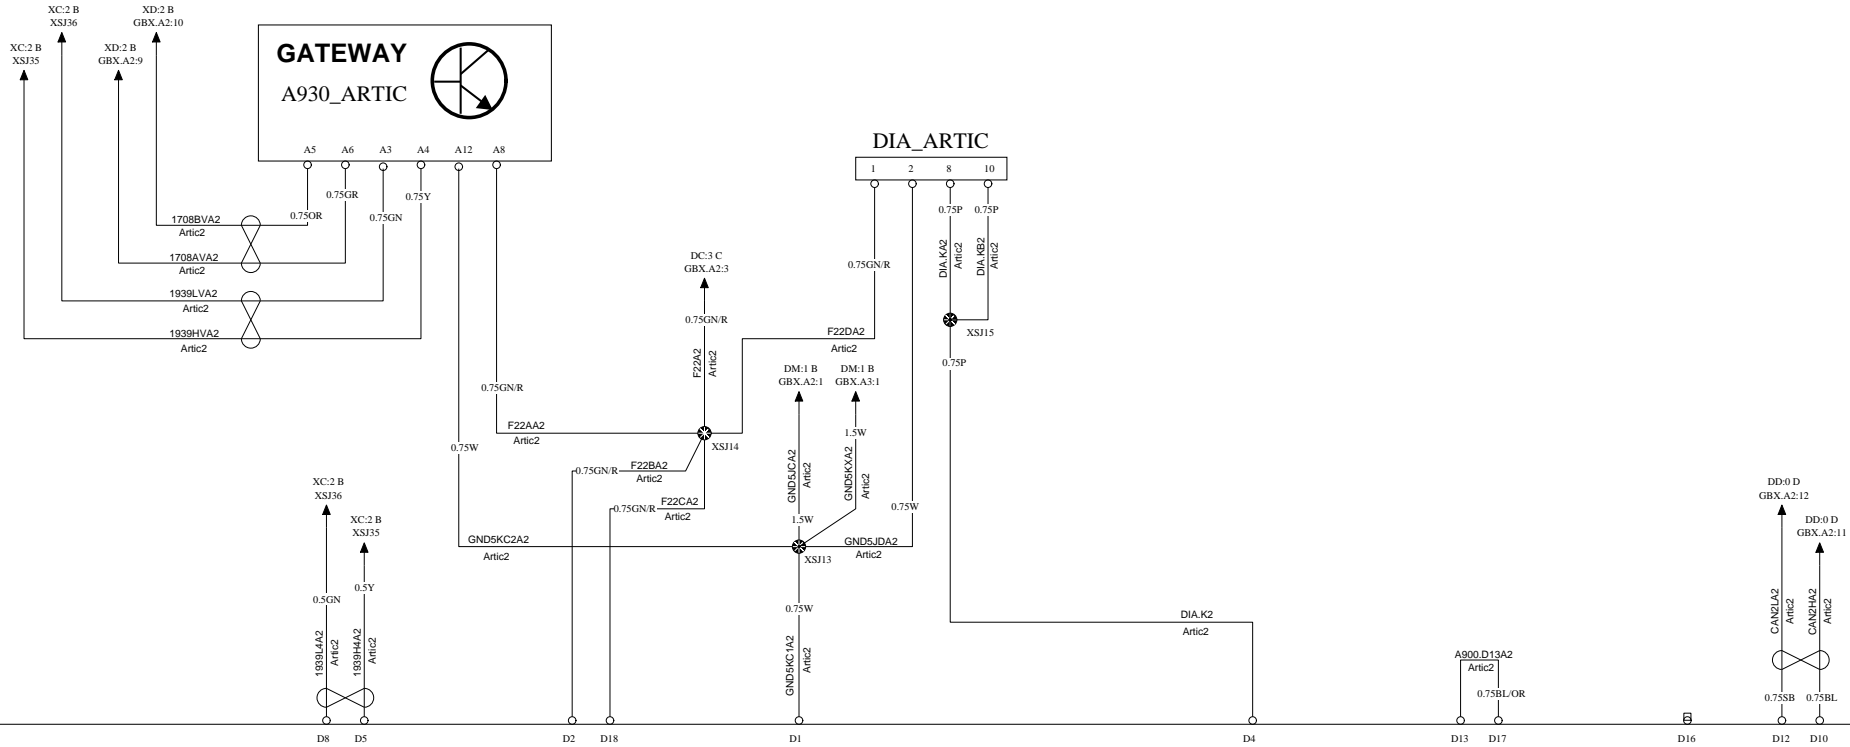 XC:2 B
XSJ36
XD:2 B
GBX.A2:10
XC:2 B
XSJ35
XD:2 B
GBX.A2:9
GATEWAY
A930_ARTIC
A5
A6
A3
A4
A12
A8
0.75OR
0.75GR
0.75GN
0.75Y
1708BVA2
Artic2
1708AVA2
Artic2
1939LVA2
Artic2
1939HVA2
Artic2
DIA_ARTIC
1
2
8
10
0.75P
0.75P
DIA.KA2
Artic2
DIA.KB2
Artic2
0.75GN/R
XSJ15
0.75P
DC:3 C
GBX.A2:3
0.75GN/R
F22A2
Artic2
F22DA2
Artic2
DM:1 B
GBX.A2:1
DM:1 B
GBX.A3:1
0.75GN/R
F22AA2
Artic2
XSJ14
0.75W
1.5W
GND5JCA2
Artic2
GND5KXA2
Artic2
0.75GN/R
F22BA2
Artic2
0.75GN/R
F22CA2
Artic2
0.75W
1.5W
GND5KC2A2
Artic2
XSJ13
GND5JDA2
Artic2
XC:2 B
XSJ36
XC:2 B
XSJ35
0.5GN
0.5Y
1939L4A2
Artic2
1939H4A2
Artic2
0.75W
GND5KC1A2
Artic2
DIA.K2
Artic2
A900.D13A2
Artic2
0.75BL/OR
DD:0 D
GBX.A2:12
DD:0 D
GBX.A2:11
CAN2LA2
Artic2
CAN2HA2
Artic2
0.75SB
0.75BL
D8
D5
D2
D18
D1
D4
D13
D17
D16
D12
D10